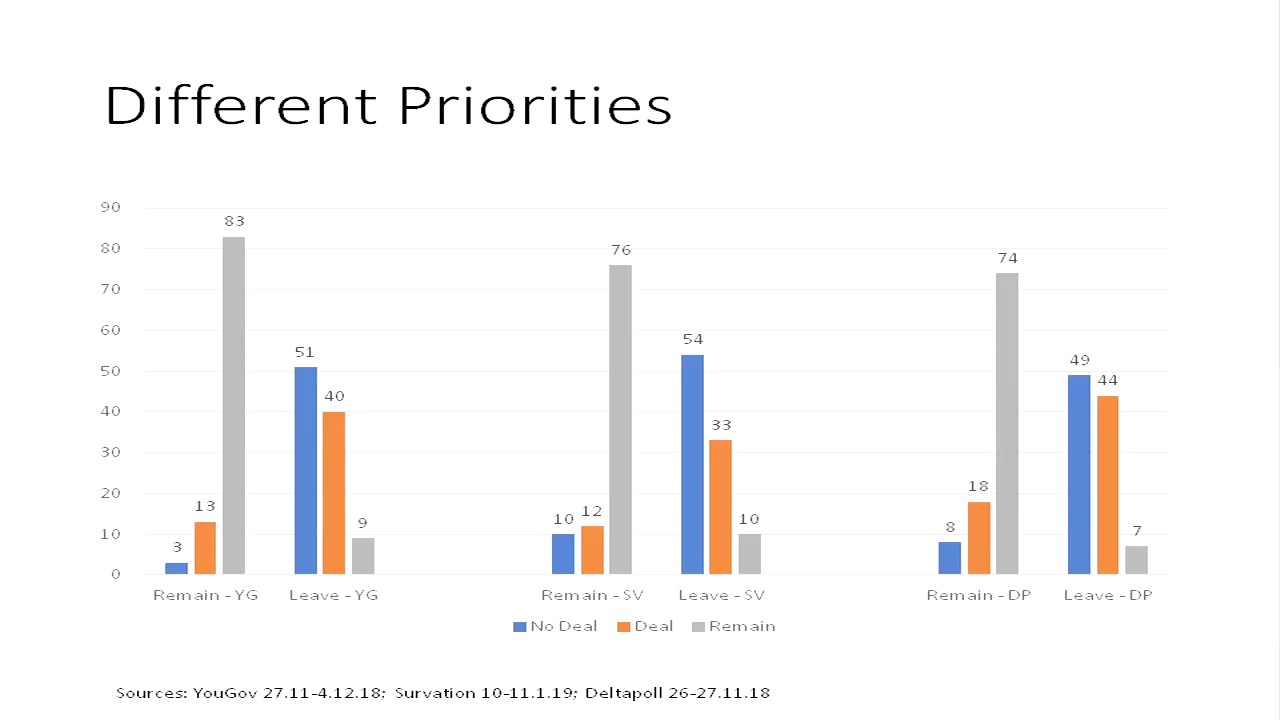 Different Priorities
90
80
70
60
50
40
30
20
10
0
3
13
83
51
40
9
10
12
76
54
33
10
8
18
74
49
44
7
Remain - YG
Leave - YG
Remain - SV
Leave - SV
Remain - DP
Leave - DP
No Deal
Deal
Remain
Sources: YouGov 27.11-4.12.18; Survation 10-11.1.19; Deltapoll 26-27.11.18